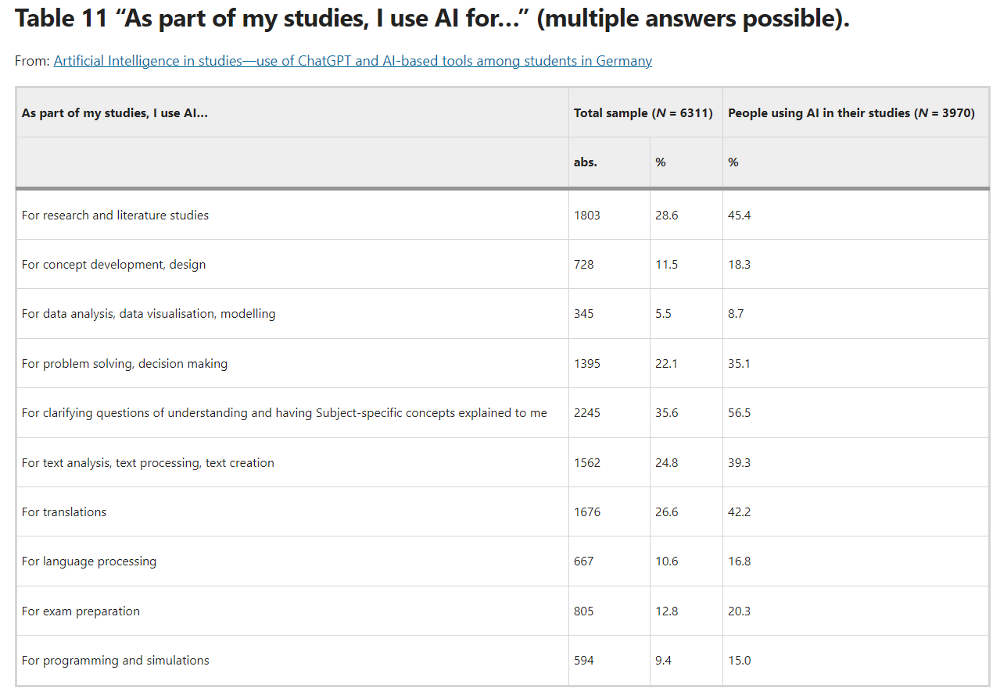 Table 11 “As part of my studies, I use AI for…” (multiple answers possible).
From: Artificial Intelligence in studies—use of ChatGPT and AI-based tools among students in Germany
As part of my studies, I use AI… Total sample (N = 6311) People using AI in their studies (N = 3970)
abs. % %
For research and literature studies 1803 28.6 45.4
For concept development, design 728 11.5 18.3
For data analysis, data visualisation, modelling 345 5.5 8.7
For problem solving, decision making 1395 22.1 35.1
For clarifying questions of understanding and having Subject-specific concepts explained to me 2245 35.6 56.5
For text analysis, text processing, text creation 1562 24.8 39.3
For translations 1676 26.6 42.2
For language processing 667 10.6 16.8
For exam preparation 805 12.8 20.3
For programming and simulations 594 9.4 15.0